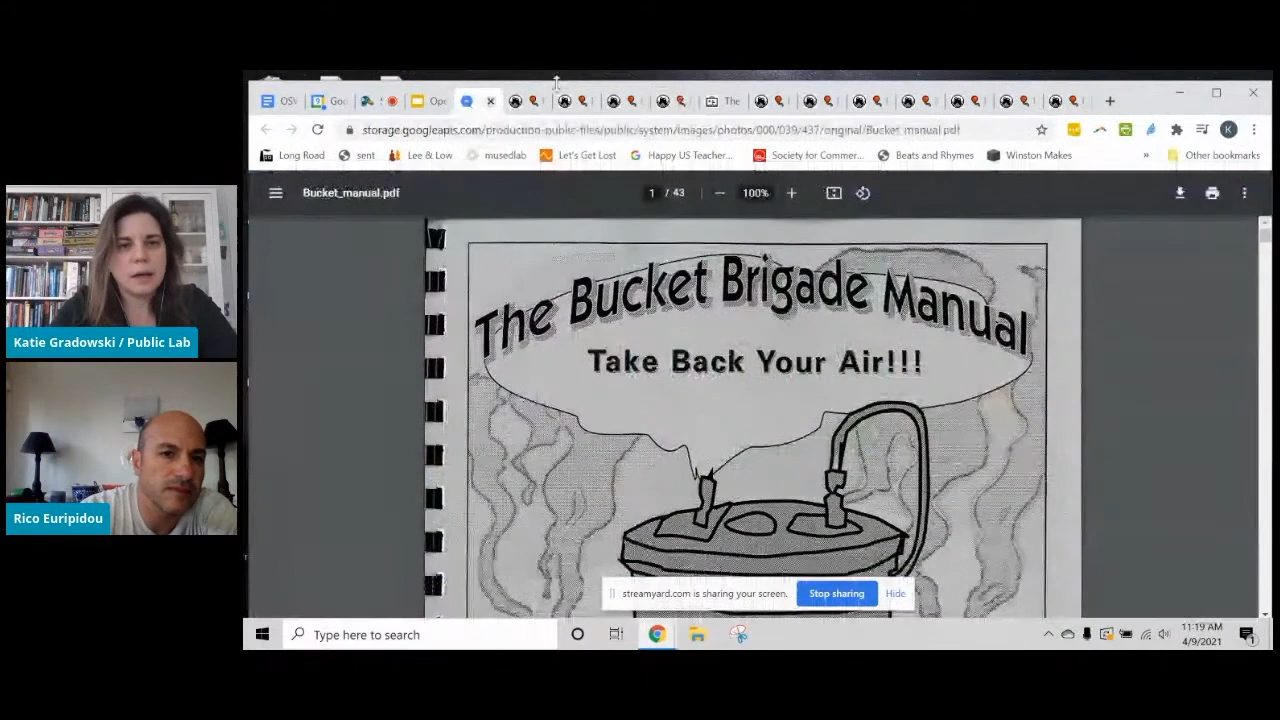 OSV
Goo
Ope
The
storage.googleapis.com/production-public-files/public/system/images/photos/000/039/437/original/Bucket_manual.pdf
K
Long Road
sent
Lee & Low
musedlab
Let's Get Lost
Happy US Teacher...
Society for Commer...
Beats and Rhymes
Winston Makes
»
Other bookmarks
Bucket_manual.pdf
1 / 43
100%
The Bucket Brigade Manual
Take Back Your Air!!!
Katie Gradowski / Public Lab
Rico Euripidou
streamyard.com is sharing your screen.
Stop sharing
Hide
Type here to search
11:19 AM
4/9/2021